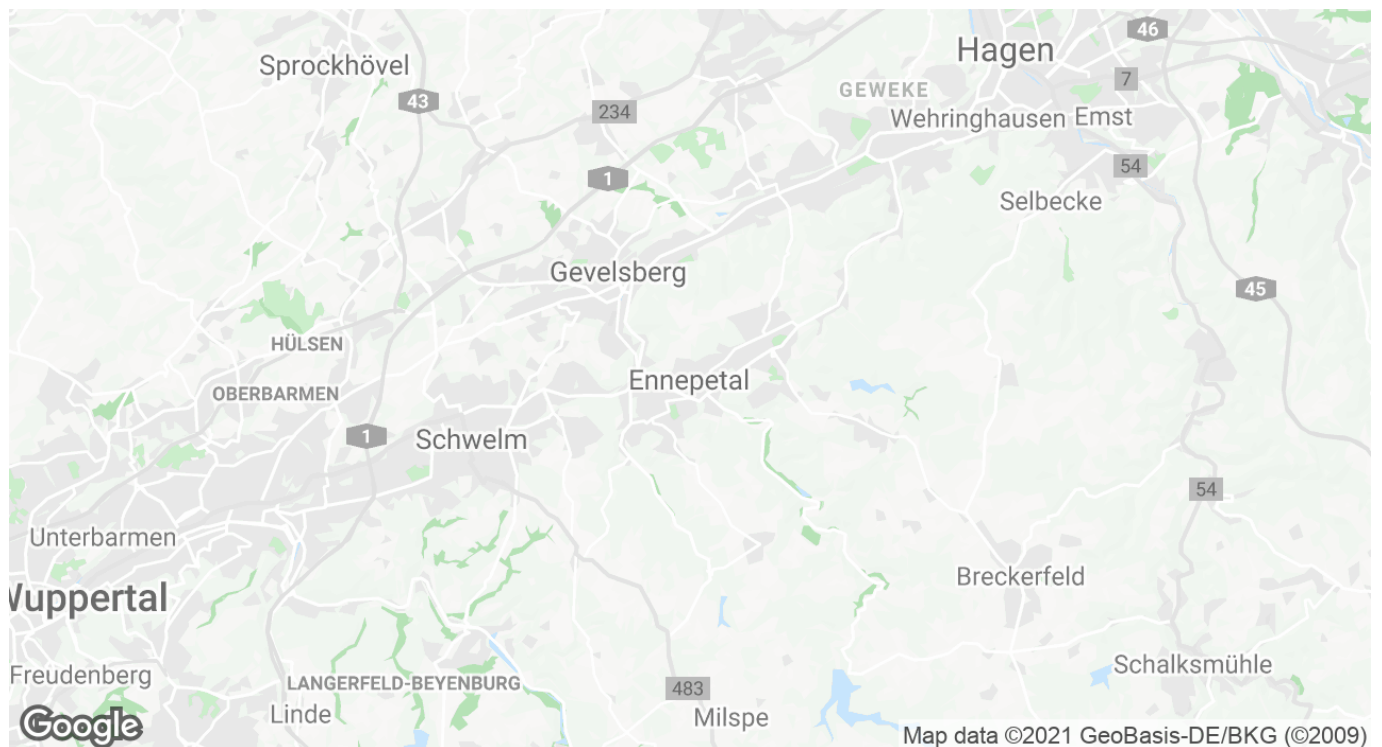 46
Hagen
Sprockhövel
7
GEWEKE
43
234
Wehringhausen
Emst
54
1
Selbecke
Gevelsberg
45
HÜLSEN
Ennepetal
OBERBARMEN
1
Schwelm
54
Unterbarmen
Breckerfeld
Wuppertal
Schalksmühle
Freudenberg
LANGERFELD-BEYENBURG
483
Linde
Milspe
Google
Map data ©2021 GeoBasis-DE/BKG (©2009)